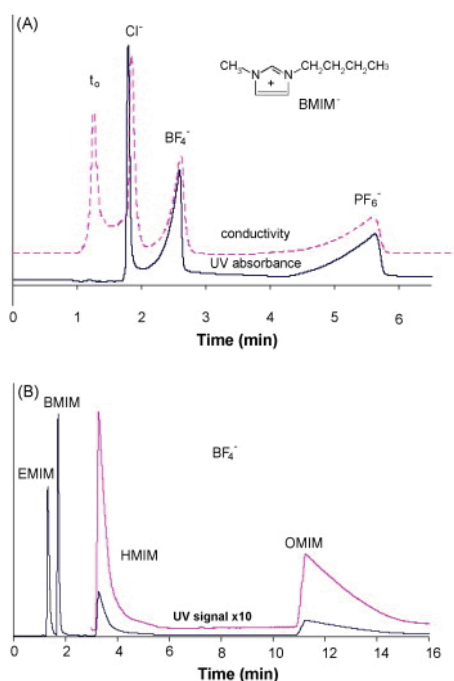 (A)
Cl⁻
t₀
CH₃ N N CH₂CH₂CH₂CH₃
+
BMIM⁻
BF₄⁻
PF₆⁻
conductivity
UV absorbance
0 1 2 3 4 5 6
Time (min)
(B)
BMIM
EMIM
BF₄⁻
HMIM
OMIM
UV signal x10
0 2 4 6 8 10 12 14 16
Time (min)